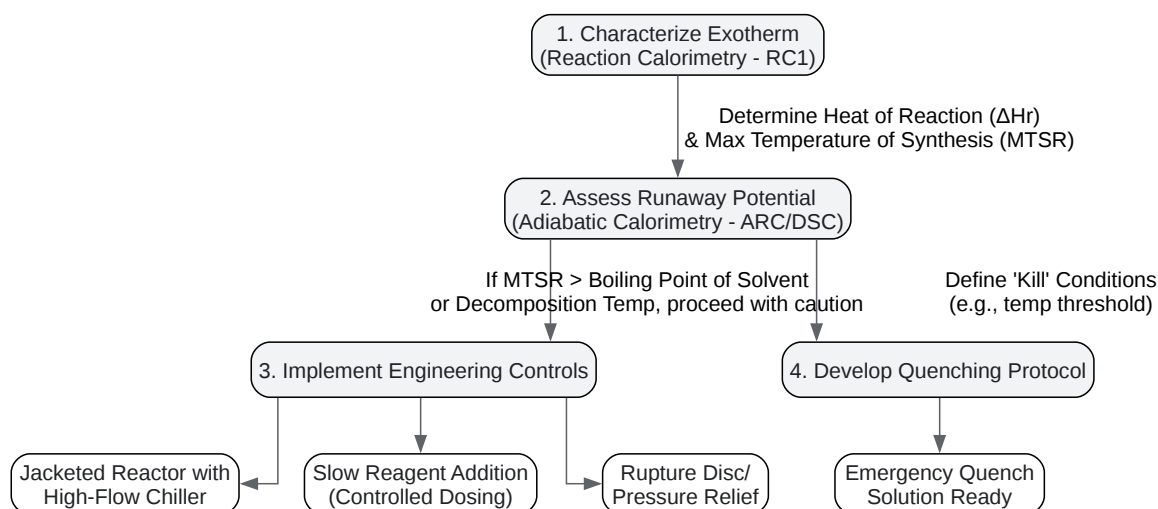 1. Characterize Exotherm
(Reaction Calorimetry - RC1)
Determine Heat of Reaction (ΔHr)
& Max Temperature of Synthesis (MTSR)
2. Assess Runaway Potential
(Adiabatic Calorimetry - ARC/DSC)
If MTSR > Boiling Point of Solvent
or Decomposition Temp, proceed with caution
Define 'Kill' Conditions
(e.g., temp threshold)
3. Implement Engineering Controls
4. Develop Quenching Protocol
Jacketed Reactor with
High-Flow Chiller
Slow Reagent Addition
(Controlled Dosing)
Rupture Disc/
Pressure Relief
Emergency Quench
Solution Ready